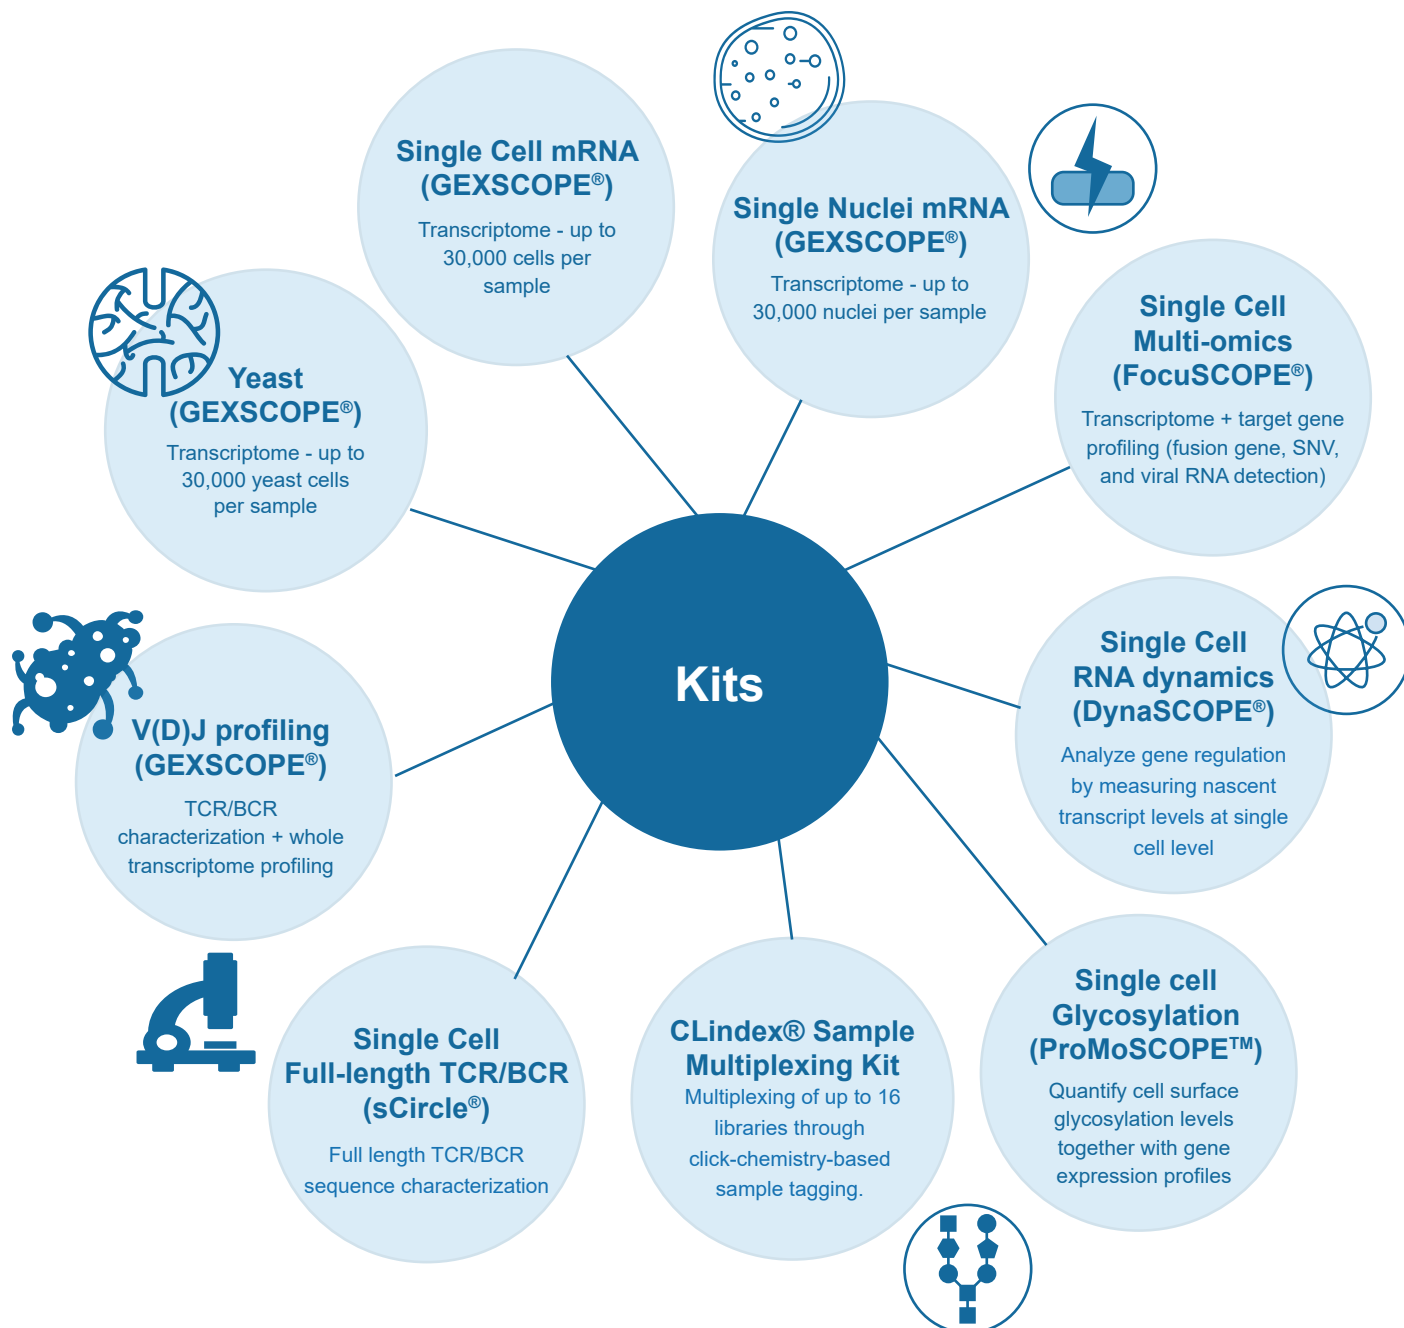 Single Cell mRNA
(GEXSCOPE®)
Transcriptome - up to
30,000 cells per
sample
Single Nuclei mRNA
(GEXSCOPE®)
Transcriptome - up to
30,000 nuclei per sample
Single Cell
Multi-omics
(FocuSCOPE®)
Transcriptome + target gene
profiling (fusion gene, SNV,
and viral RNA detection)
Yeast
(GEXSCOPE®)
Transcriptome - up to
30,000 yeast cells
per sample
Kits
Single Cell
RNA dynamics
(DynaSCOPE®)
Analyze gene regulation
by measuring nascent
transcript levels at single
cell level
V(D)J profiling
(GEXSCOPE®)
TCR/BCR
characterization + whole
transcriptome profiling
Single Cell
Full-length TCR/BCR
(sCircle®)
Full length TCR/BCR
sequence characterization
CLindex® Sample
Multiplexing Kit
Multiplexing of up to 16
libraries through
click-chemistry-based
sample tagging.
Single cell
Glycosylation
(ProMoSCOPE™)
Quantify cell surface
glycosylation levels
together with gene
expression profiles